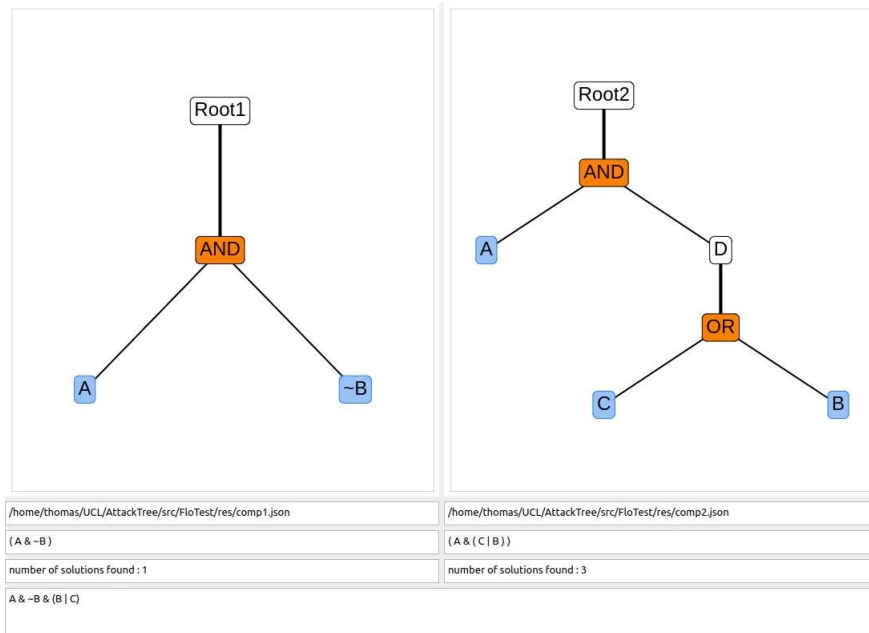 Root1
AND
A
~B
Root2
AND
A
D
OR
C
B
/home/thomas/UCL/AttackTree/src/FloTest/res/comp1.json
/home/thomas/UCL/AttackTree/src/FloTest/res/comp2.json
( A & ~B )
( A & ( C | B ) )
number of solutions found : 1
number of solutions found : 3
A & ~B & (B | C)